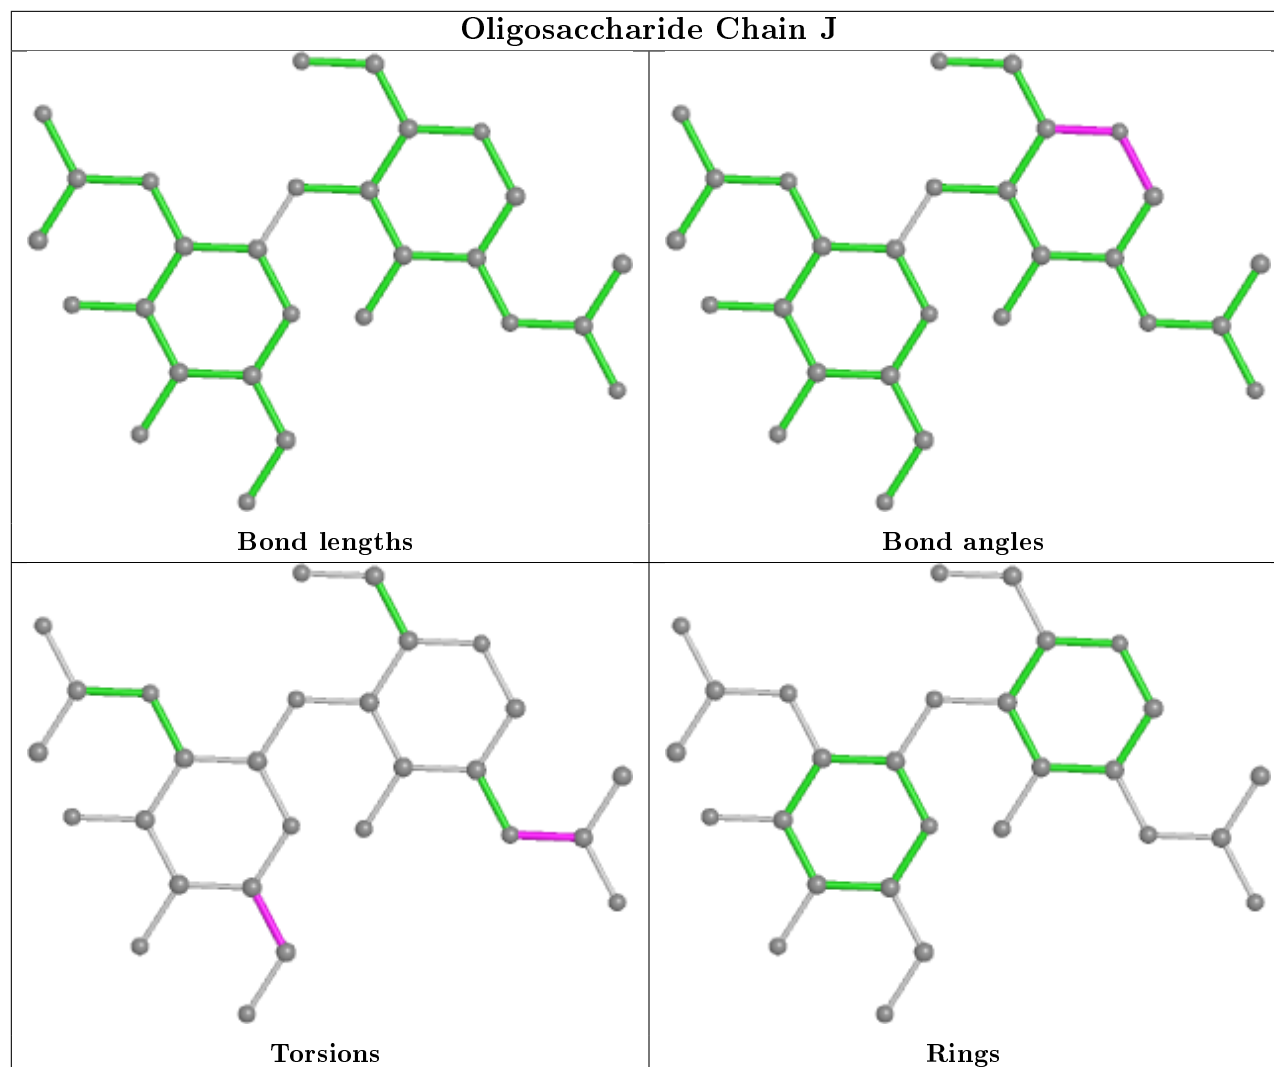 Oligosaccharide Chain J
Bond lengths
Bond angles
Torsions
Rings